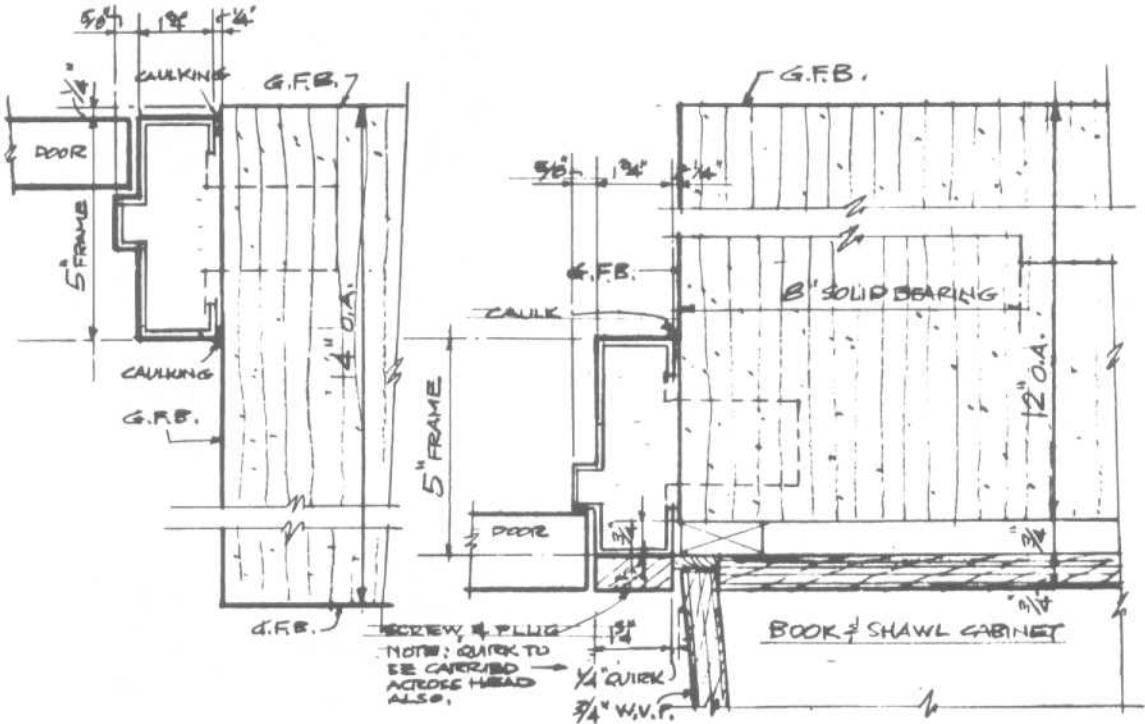 5/8" 1 3/4" 1/4"
CAULKING
G.F.B.
1/4"
DOOR
5" FRAME
14" O.A.
CAULKING
G.F.B.
G.F.B.
G.F.B.
5/8" 1 3/4" 1/4"
G.F.B.
8" SOLID BEARING
CAULK
5" FRAME
12" O.A.
DOOR
3/4"
3/4"
3/4"
SCREW & PLUG
NOTE: QUIRK TO
BE CARRIED
ACROSS HEAD
ALSO.
1 3/4"
1/4" QUIRK
3/4" W.V.P.
BOOK & SHAWL CABINET